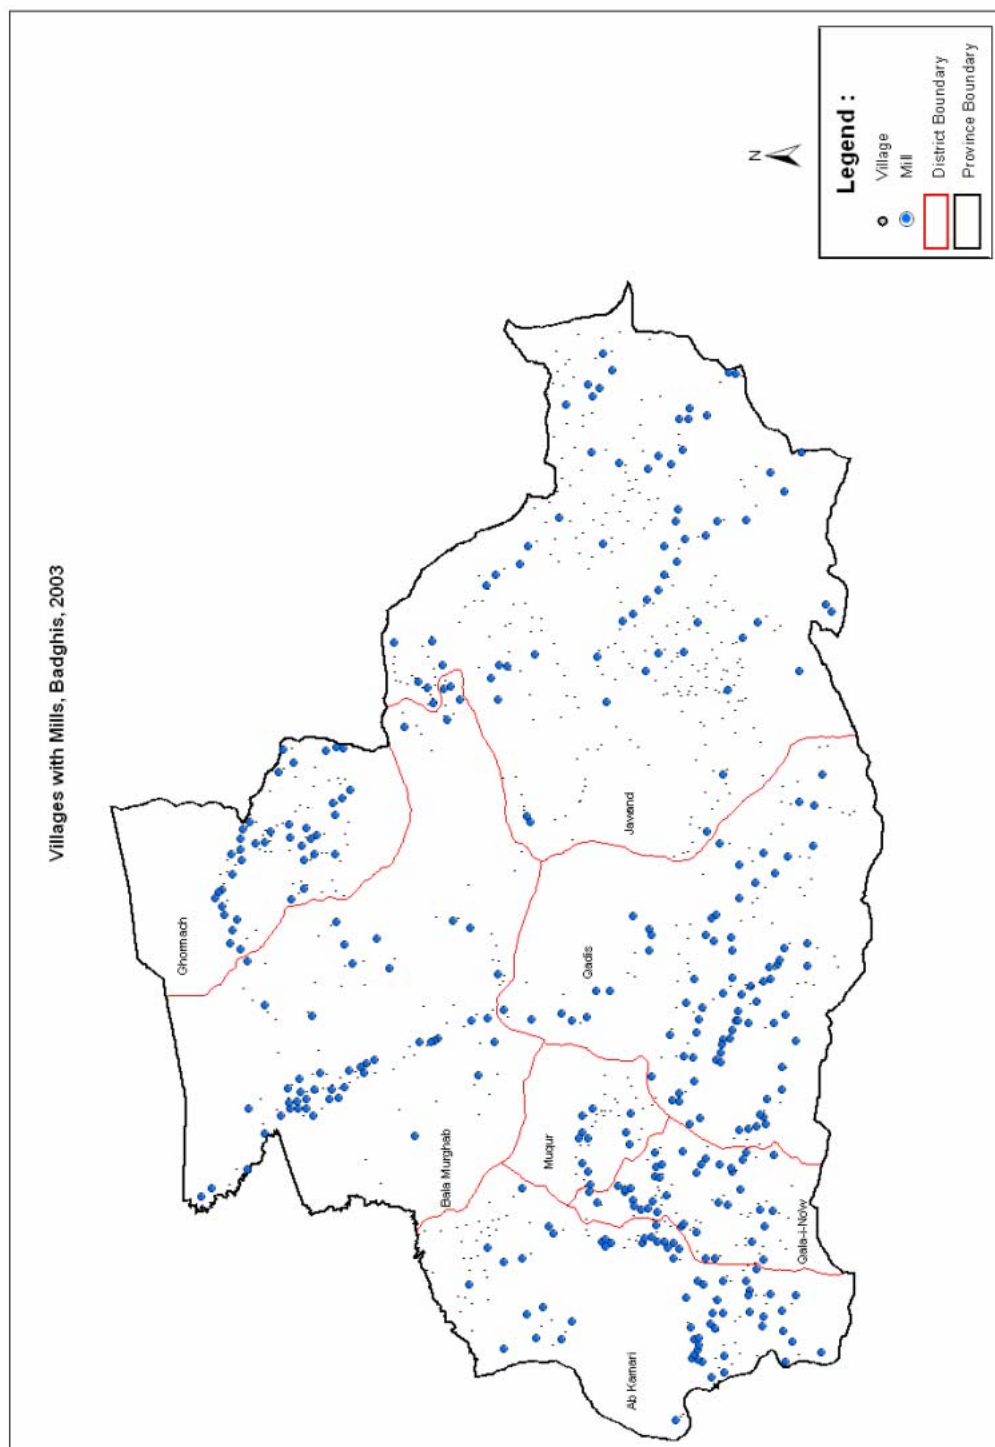 Villages with Mills, Badghis, 2003
N
Legend :
Village
Mill
District Boundary
Province Boundary
Ghormach
Bala Murghab
Muqur
Qadis
Jawand
Ab Kamari
Qala-i-Now